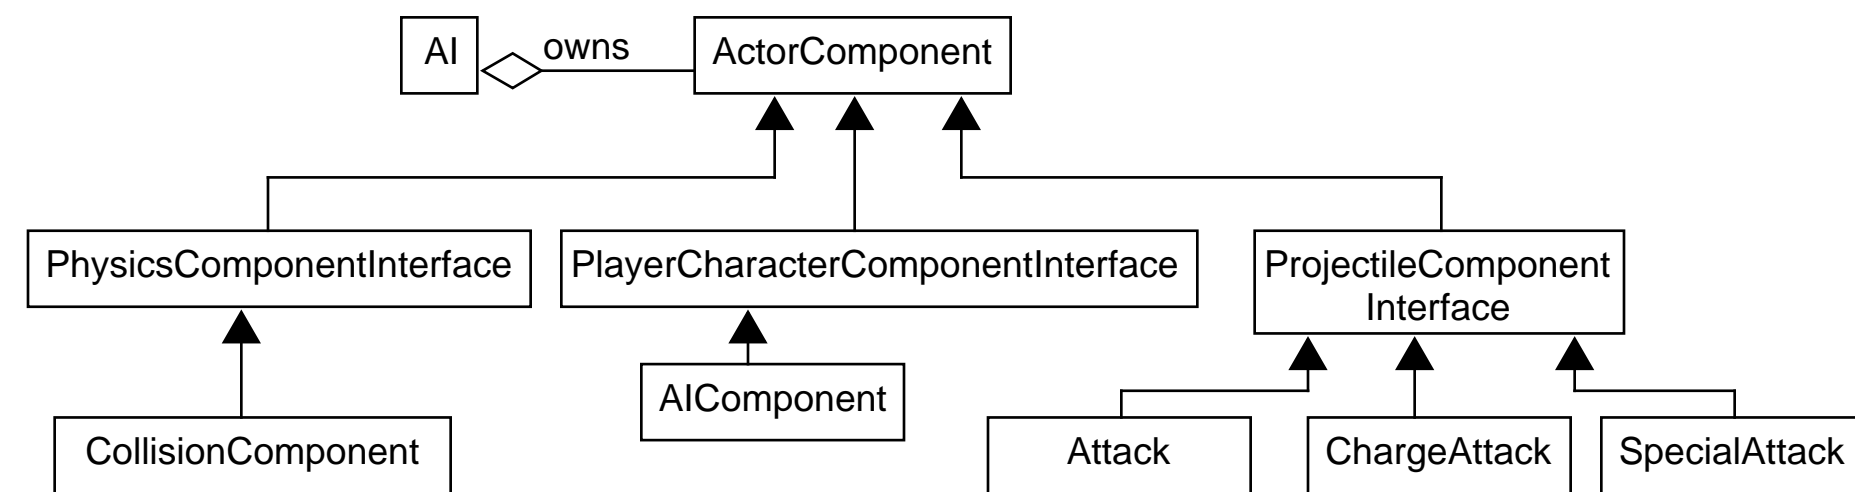 AI
owns
ActorComponent
PhysicsComponentInterface
PlayerCharacterComponentInterface
ProjectileComponent
Interface
AIComponent
CollisionComponent
Attack
ChargeAttack
SpecialAttack